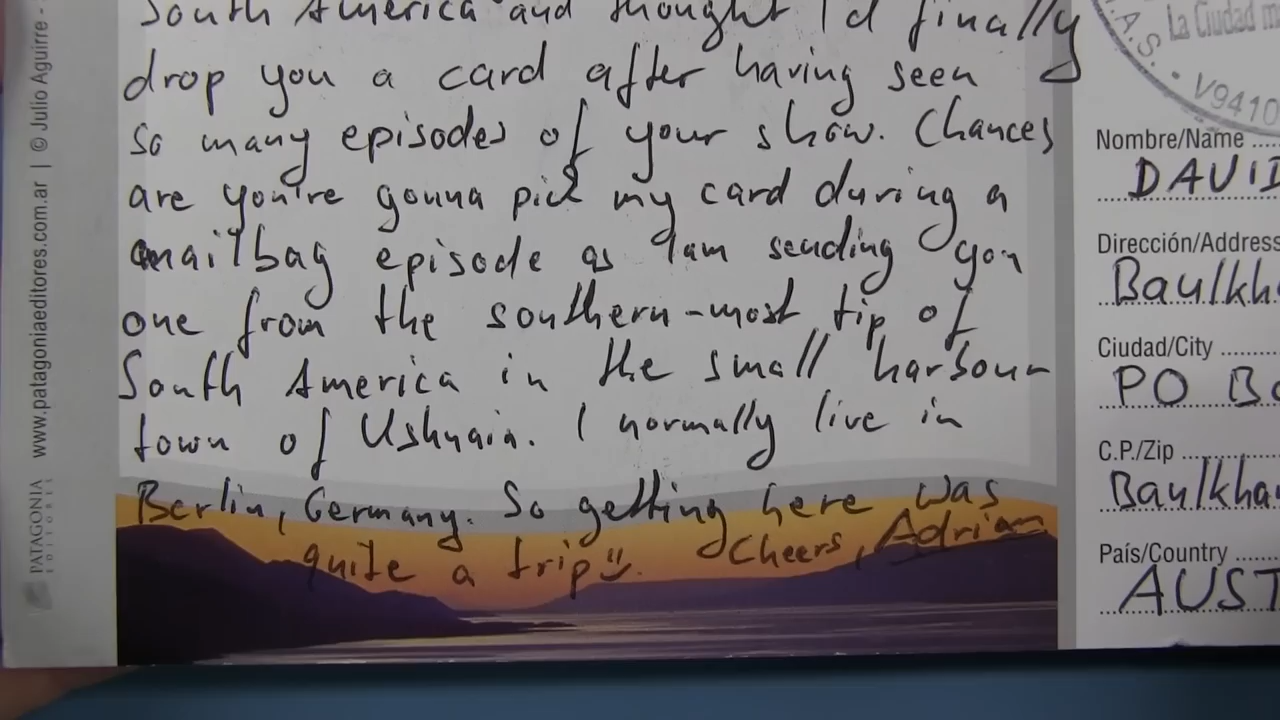 South America and thought I'd finally
drop you a card after having seen
so many episodes of your show. Chances
are you're gonna pick my card during a
mailbag episode as I am sending you
one from the southern-most tip of
South America in the small harbour
town of Ushuaia. I normally live in
Berlin, Germany. So getting here was
quite a trip. Cheers, Adrian
www.patagoniaeditores.com.ar | © Julio Aguirre -
PATAGONIA
EDITORES
La Ciudad m
A.S. • V9410
Nombre/Name
DAVID
Dirección/Address
Baulkh
Ciudad/City
PO Bo
C.P./Zip
Baulkha
País/Country
AUST